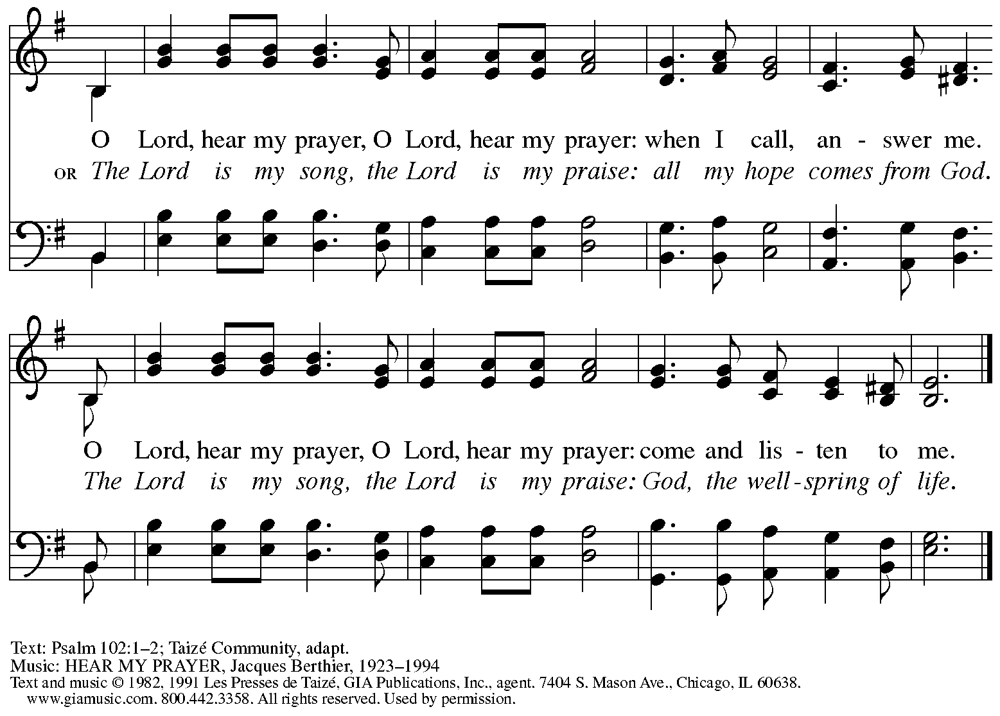 O Lord, hear my prayer, O Lord, hear my prayer: when I call, an - swer me.
OR The Lord is my song, the Lord is my praise: all my hope comes from God.
O Lord, hear my prayer, O Lord, hear my prayer: come and lis - ten to me.
The Lord is my song, the Lord is my praise: God, the well - spring of life.
Text: Psalm 102:1–2; Taizé Community, adapt.
Music: HEAR MY PRAYER, Jacques Berthier, 1923–1994
Text and music © 1982, 1991 Les Presses de Taizé, GIA Publications, Inc., agent. 7404 S. Mason Ave., Chicago, IL 60638.
www.giamusic.com. 800.442.3358. All rights reserved. Used by permission.